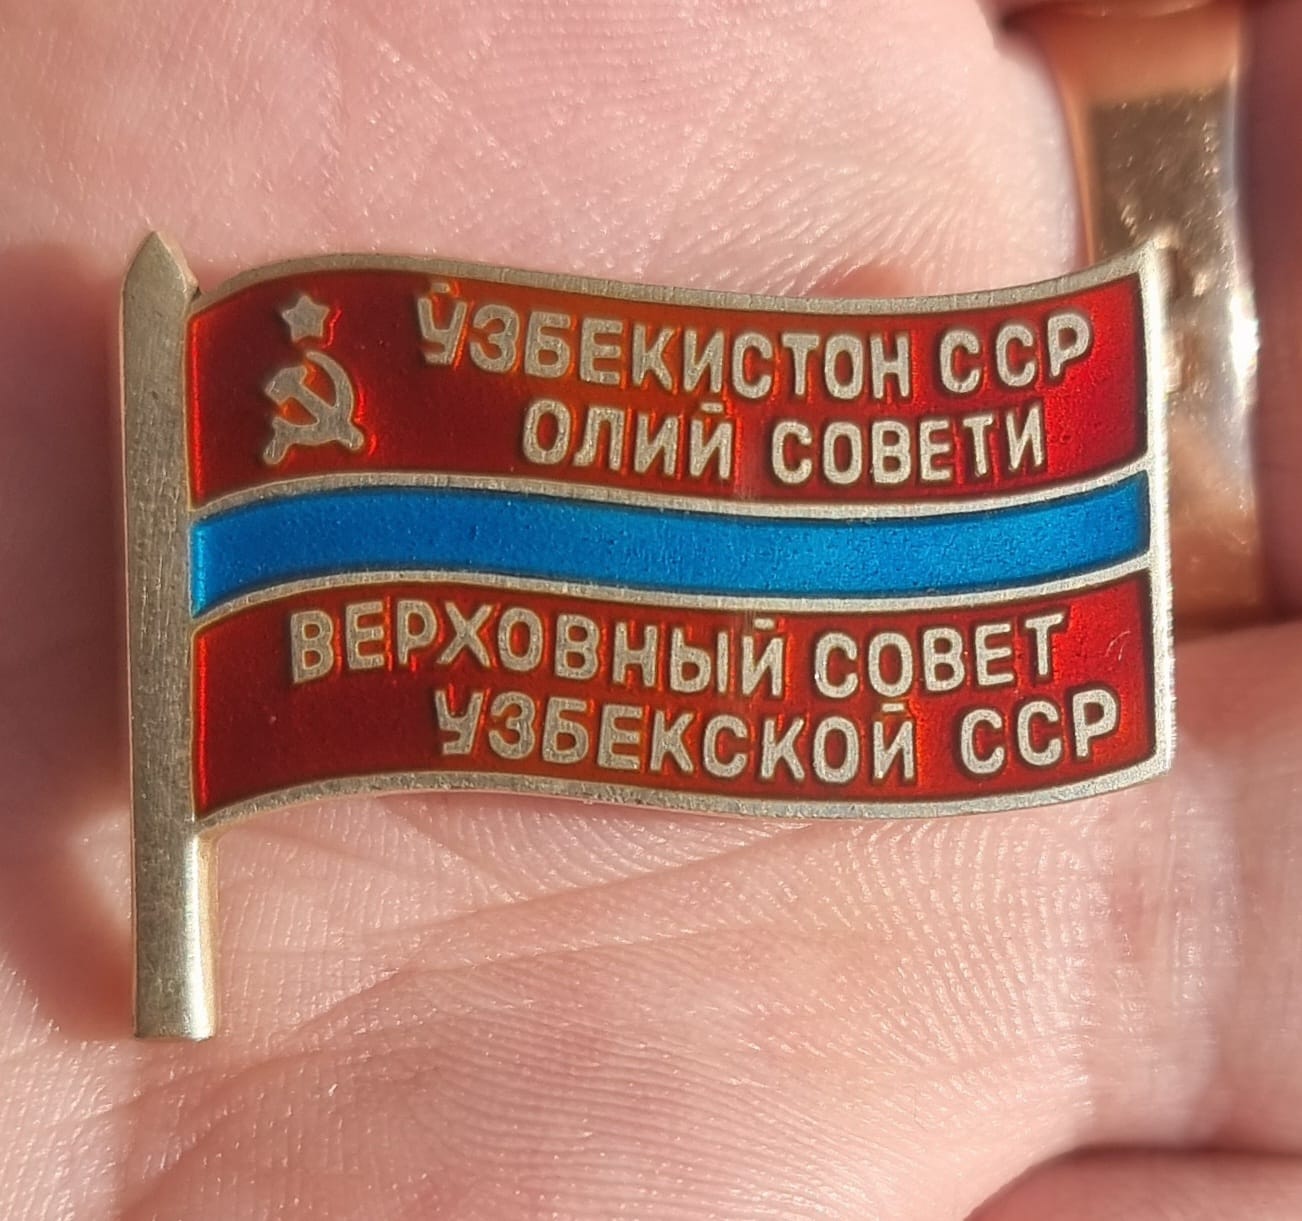 ЎЗБЕКИСТОН ССР
ОЛИЙ СОВЕТИ
ВЕРХОВНЫЙ СОВЕТ
УЗБЕКСКОЙ ССР